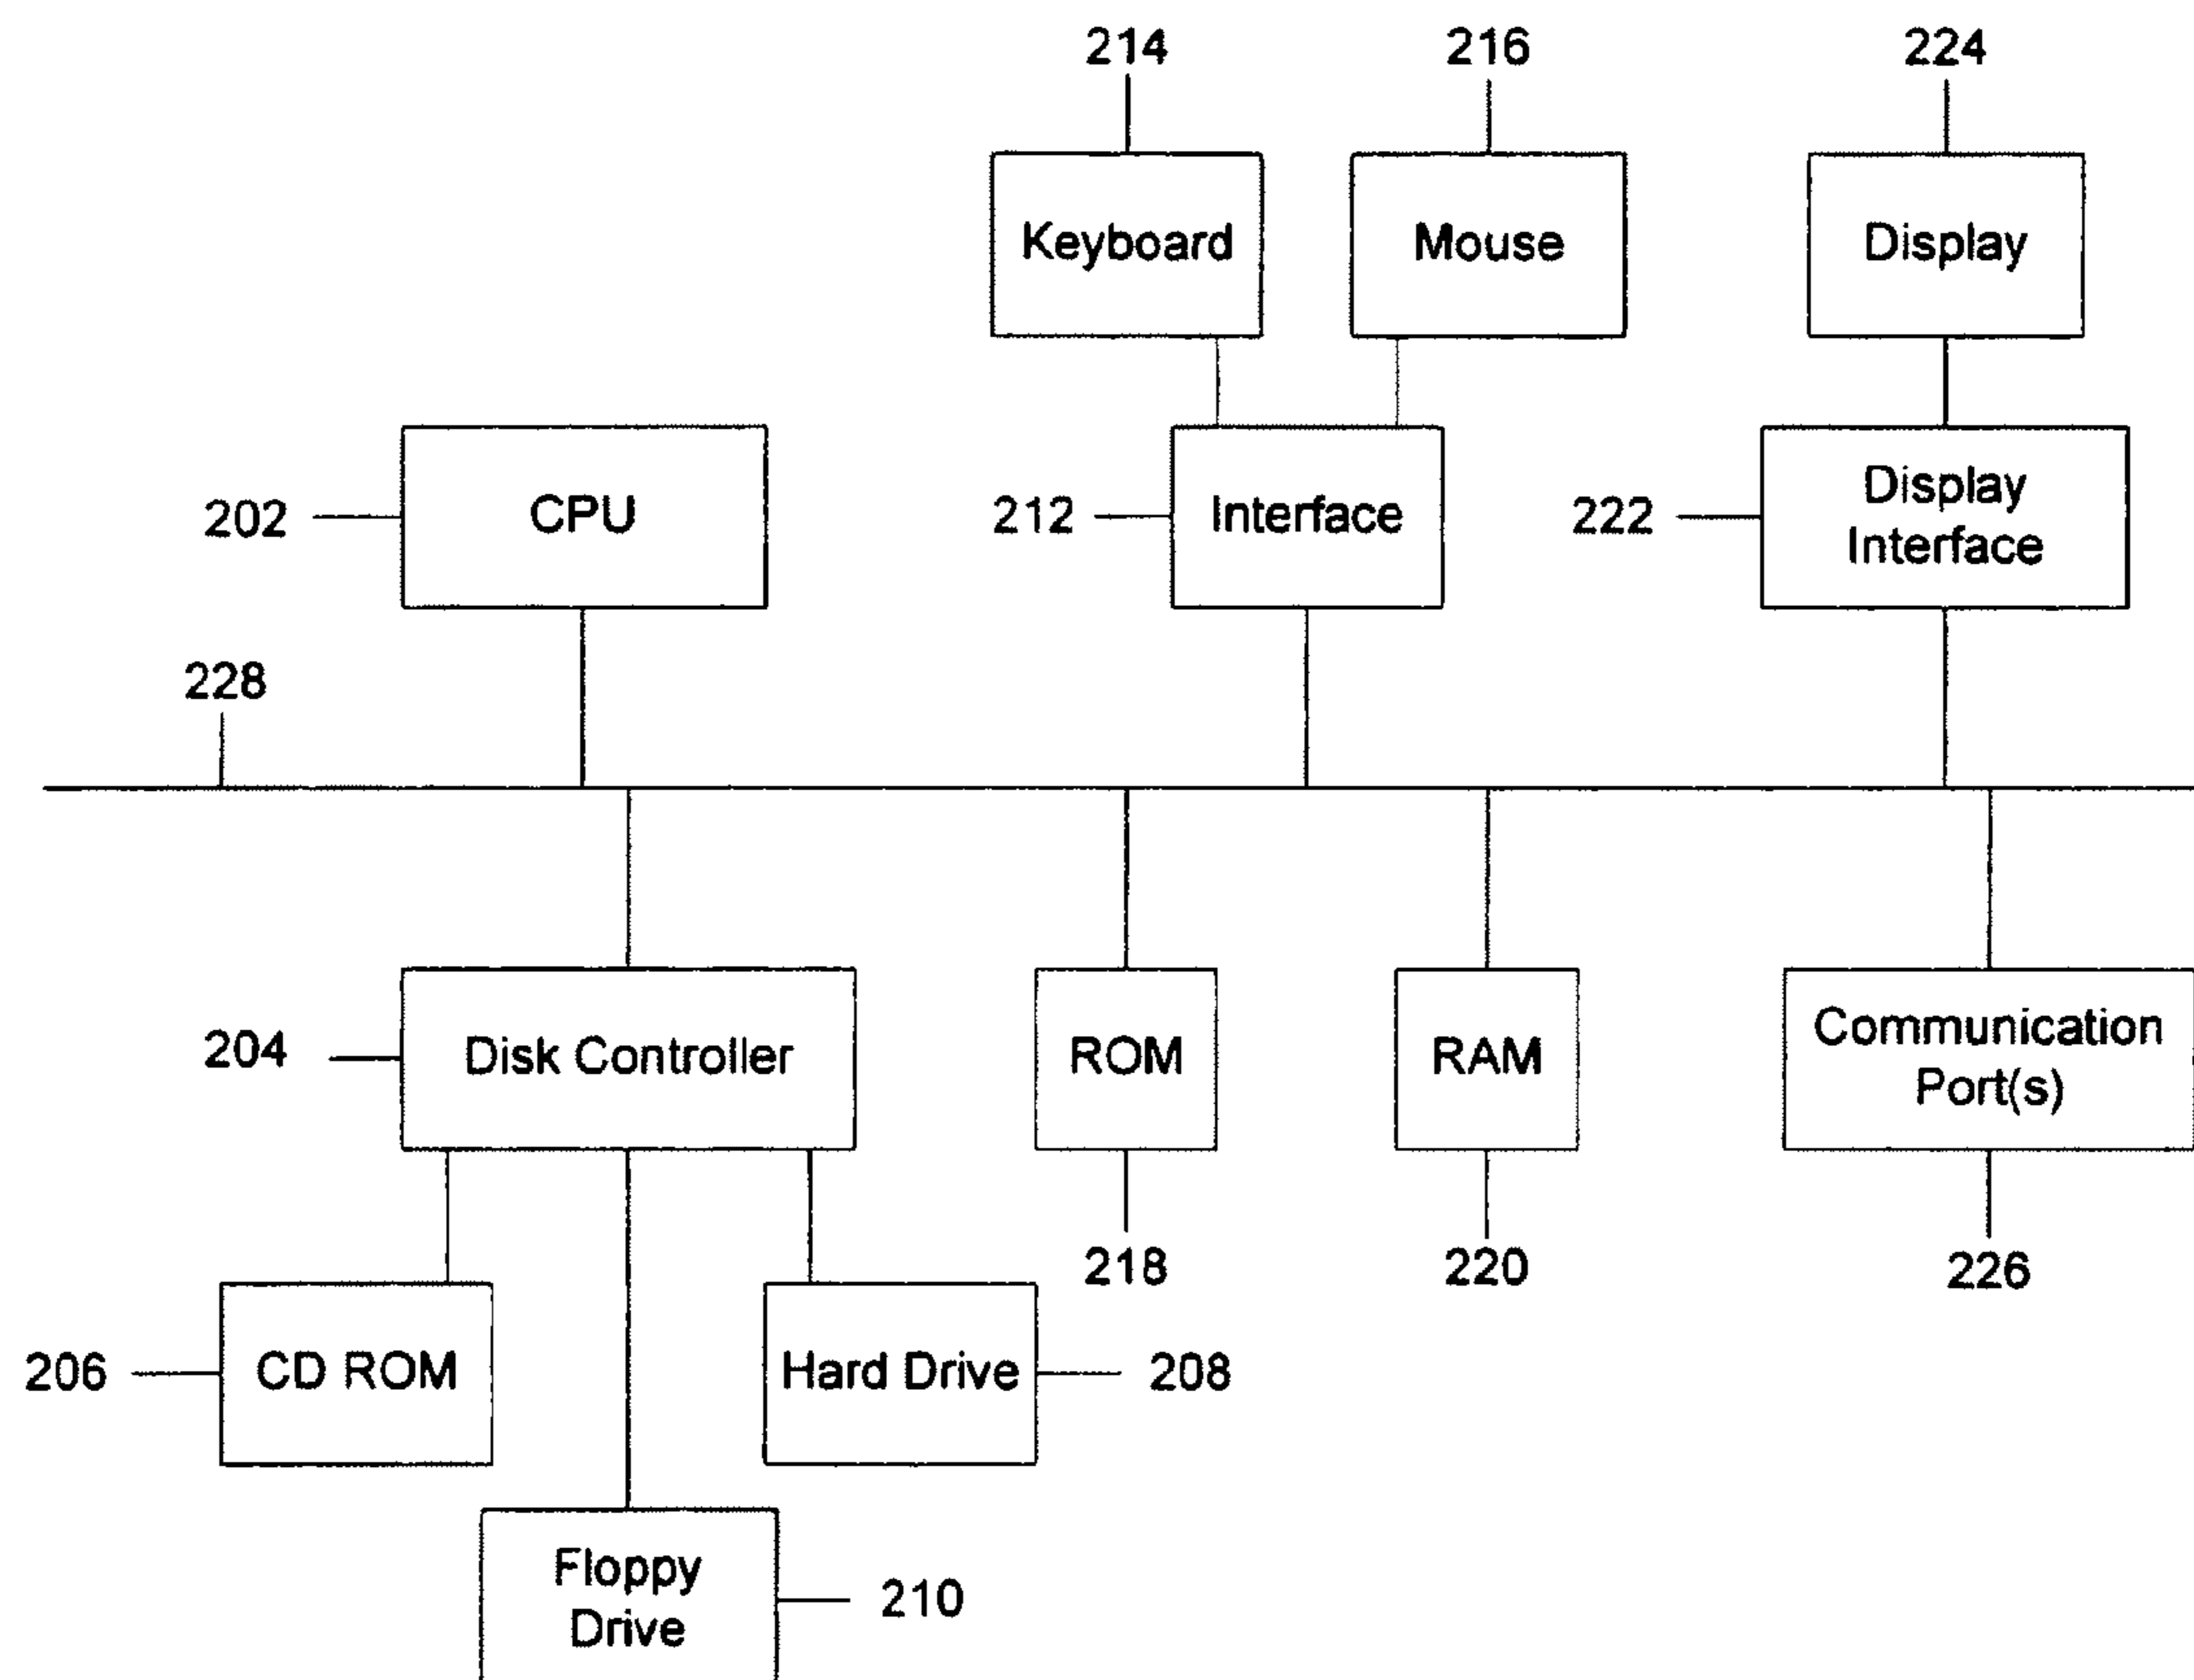 214
216
224
Keyboard
Mouse
Display
202
CPU
212
Interface
222
Display
Interface
228
204
Disk Controller
ROM
RAM
Communication
Port(s)
218
220
226
206
CD ROM
Hard Drive
208
Floppy
Drive
210